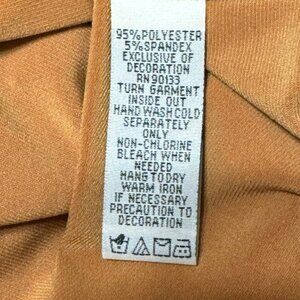 95% POLYESTER
5% SPANDEX
EXCLUSIVE OF
DECORATION
RN 90133
TURN GARMENT
INSIDE OUT
HAND WASH COLD
SEPARATELY
ONLY
NON-CHLORINE
BLEACH WHEN
NEEDED
HANG TO DRY
WARM IRON
IF NECESSARY
PRECAUTION TO
DECORATION